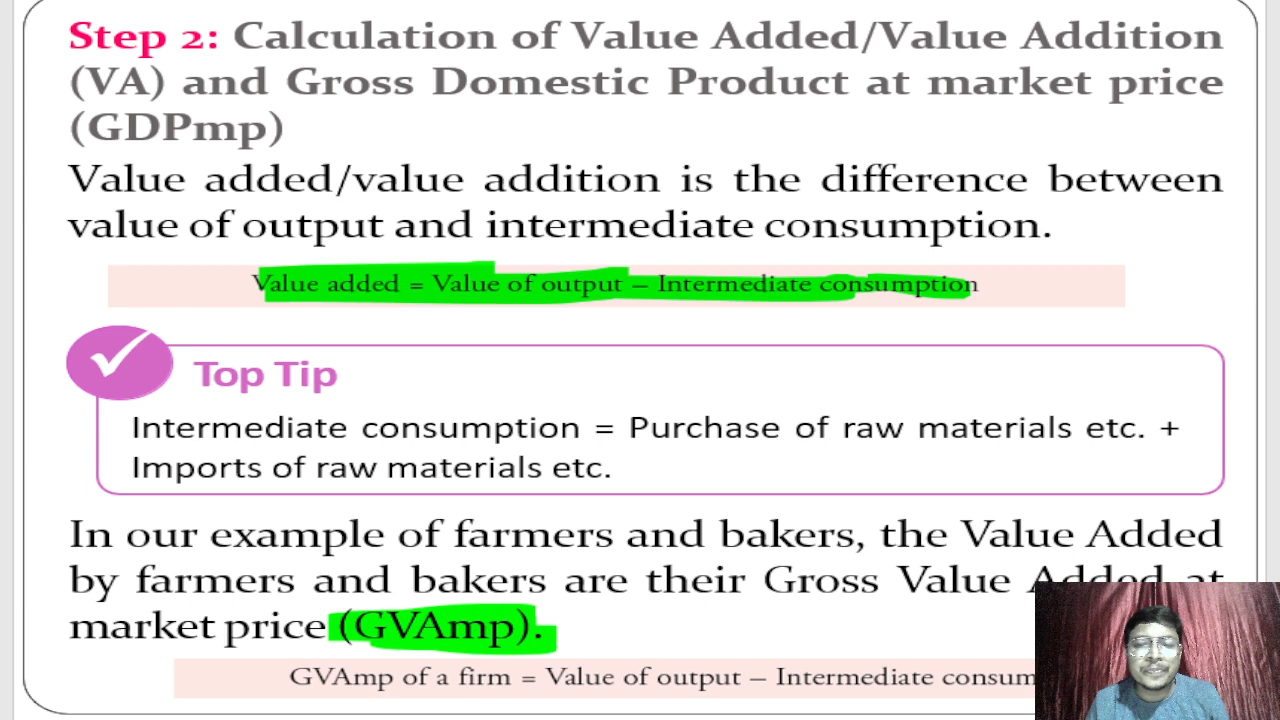 Step 2: Calculation of Value Added/Value Addition
(VA) and Gross Domestic Product at market price
(GDPmp)
Value added/value addition is the difference between
value of output and intermediate consumption.
Value added = Value of output – Intermediate consumption
Top Tip
Intermediate consumption = Purchase of raw materials etc. +
Imports of raw materials etc.
In our example of farmers and bakers, the Value Added
by farmers and bakers are their Gross Value Added at
market price (GVAmp).
GVAmp of a firm = Value of output – Intermediate consum